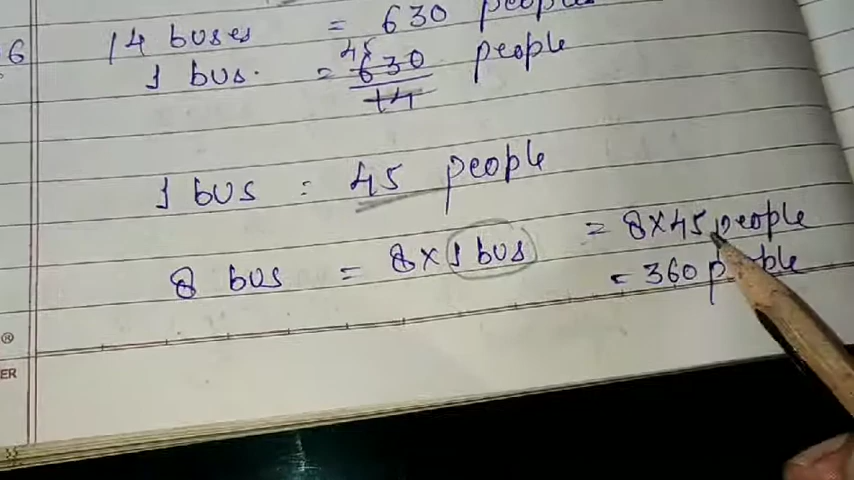 6
14 buses = 630 people
1 bus. = 45 630 people
14
1 bus = 45 people
8 bus = 8×1 bus = 8×45 people
= 360 people
®
ER